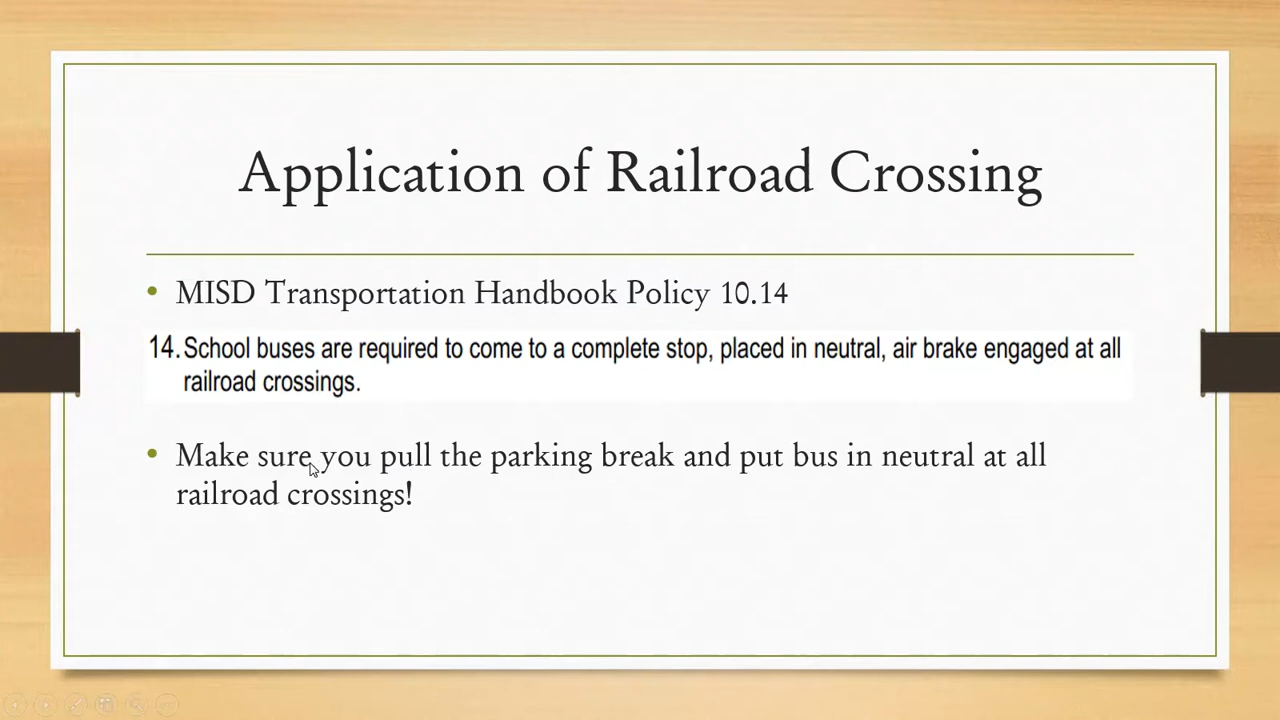 Application of Railroad Crossing
• MISD Transportation Handbook Policy 10.14
14. School buses are required to come to a complete stop, placed in neutral, air brake engaged at all
railroad crossings.
• Make sure you pull the parking break and put bus in neutral at all
railroad crossings!